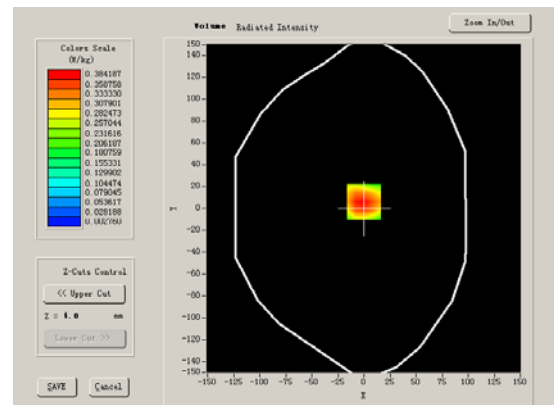 Volume Radiated Intensity
Zoom In/Out
Colors Scale
(W/kg)
0.384187
0.358758
0.333330
0.307901
0.282473
0.257044
0.231616
0.206187
0.180759
0.155331
0.129902
0.104474
0.079045
0.053617
0.028188
0.002760
Z-Cuts Control
<< Upper Cut
Z = 4.0 mm
Lower Cut >>
SAVE
Cancel
150
140
120
100
80
60
40
20
0
-20
-40
-60
-80
-100
-120
-140
-150
Y
-150 -125 -100 -75 -50 -25 0 25 50 75 100 125 150
X